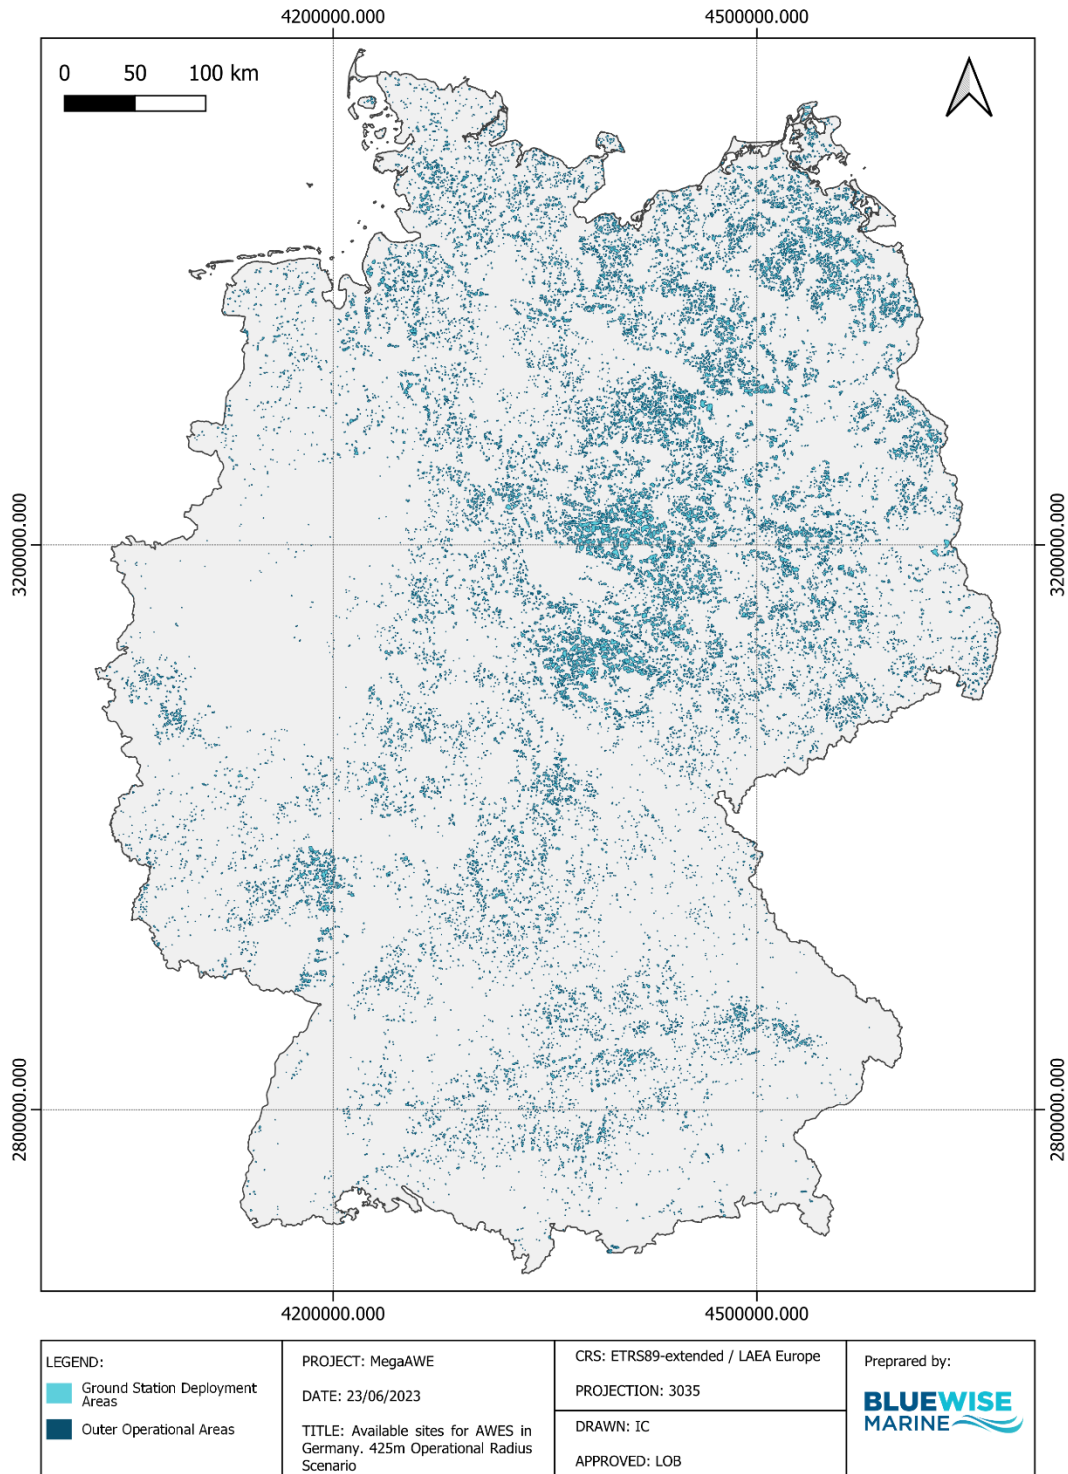 4200000.000
4500000.000
0 50 100 km
3200000.000
3200000.000
2800000.000
2800000.000
4200000.000
4500000.000
LEGEND:
Ground Station Deployment
Areas
Outer Operational Areas
PROJECT: MegaAWE
DATE: 23/06/2023
TITLE: Available sites for AWES in
Germany. 425m Operational Radius
Scenario
CRS: ETRS89-extended / LAEA Europe
PROJECTION: 3035
DRAWN: IC
APPROVED: LOB
Preprared by:
BLUEWISE
MARINE